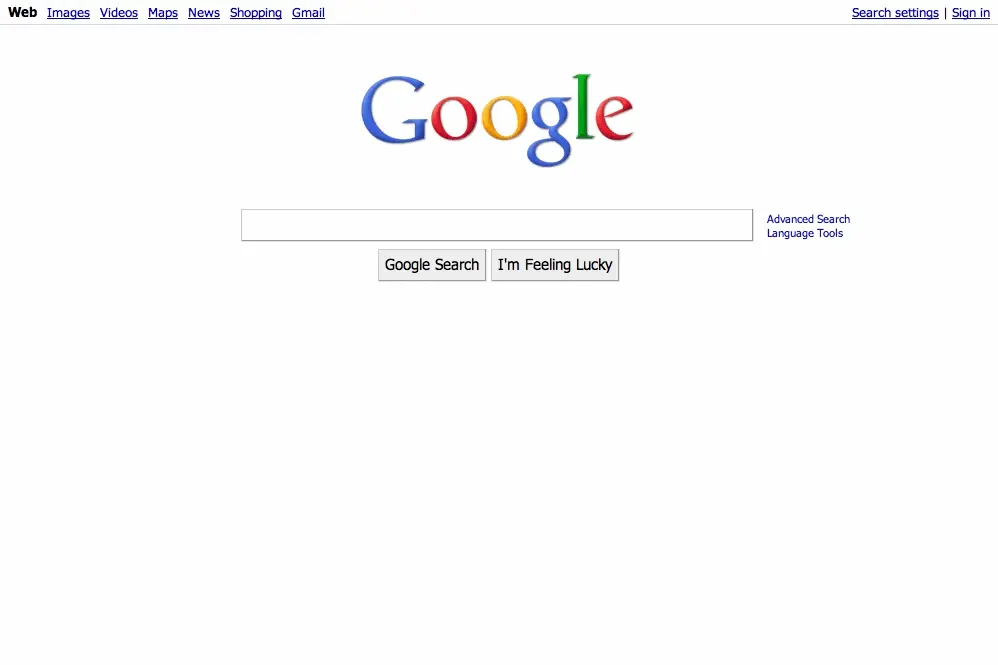 Web Images Videos Maps News Shopping Gmail Search settings | Sign in
Google
Advanced Search
Language Tools
Google Search I'm Feeling Lucky